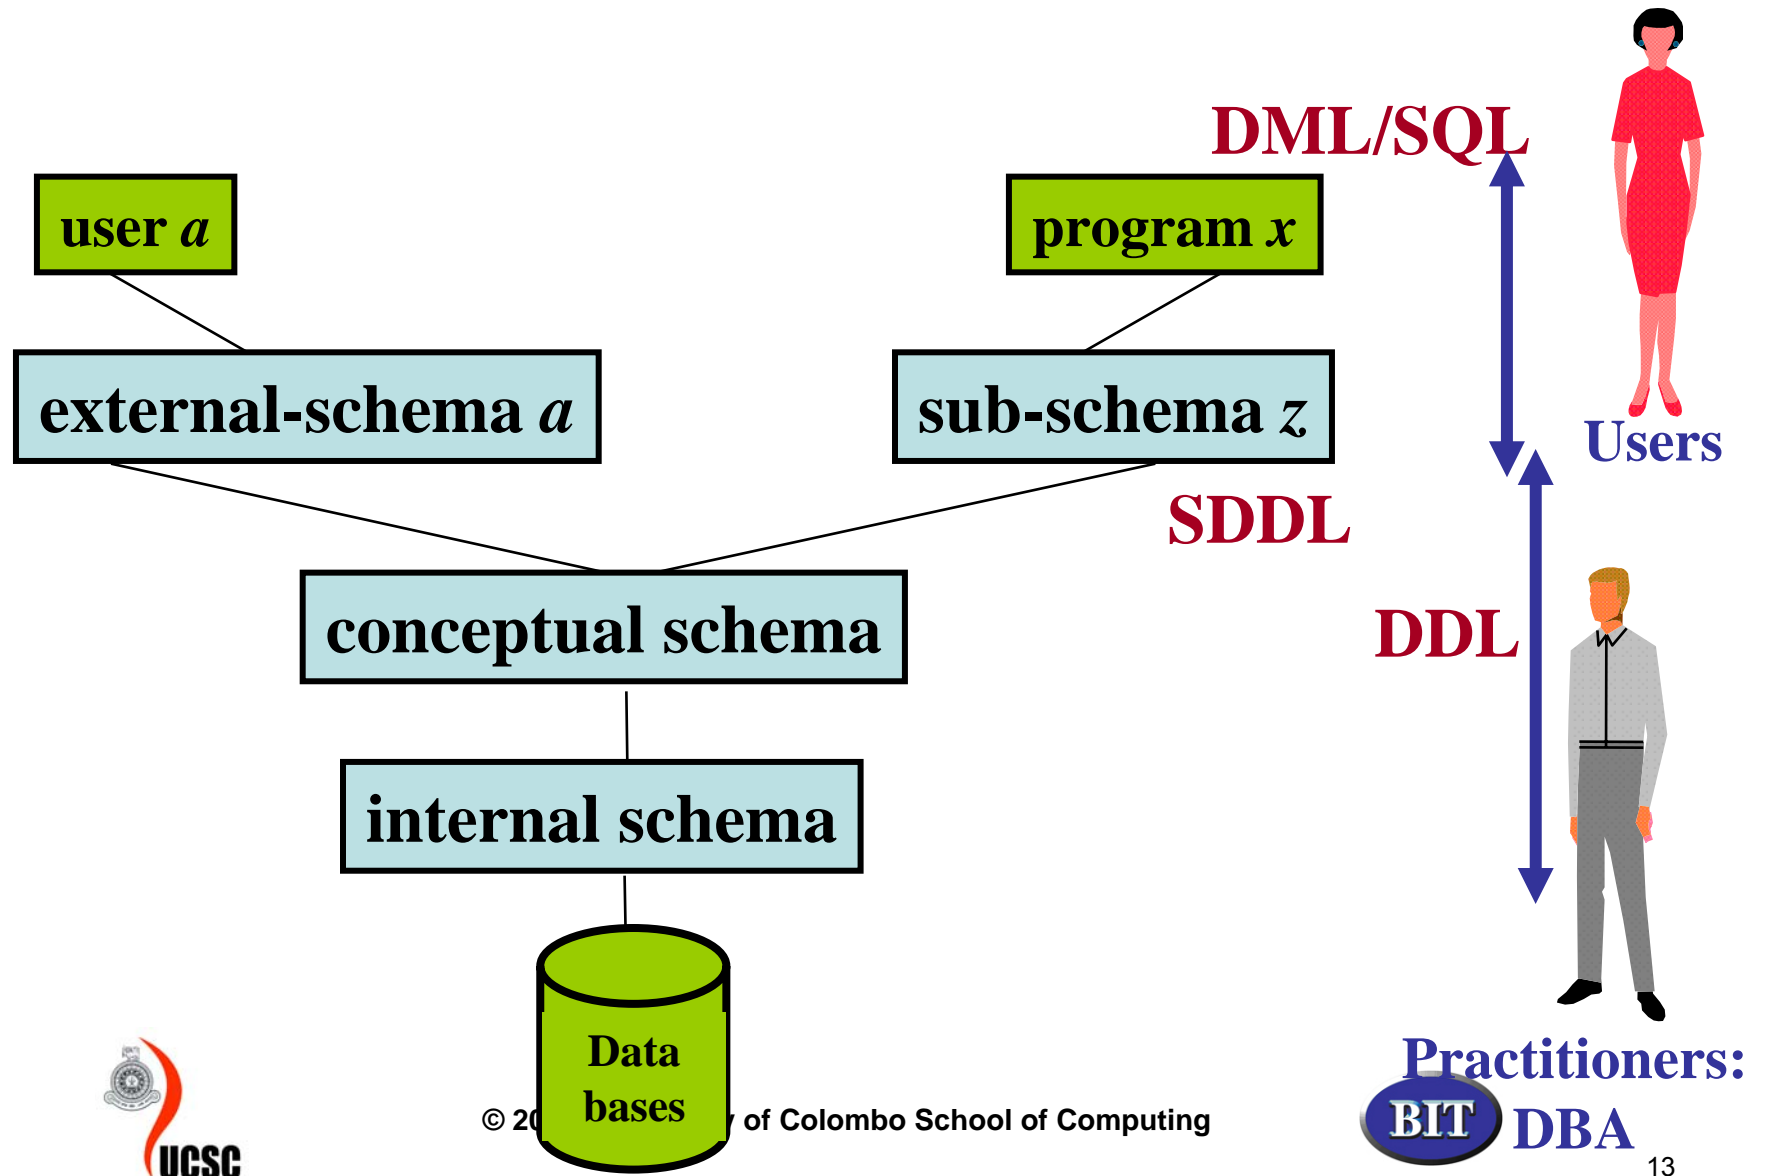 DML/SQL
user a
program x
external-schema a
sub-schema z
Users
SDDL
conceptual schema
DDL
internal schema
Data
bases
Practitioners:
DBA
© 20 of Colombo School of Computing
BIT
UCSC
13